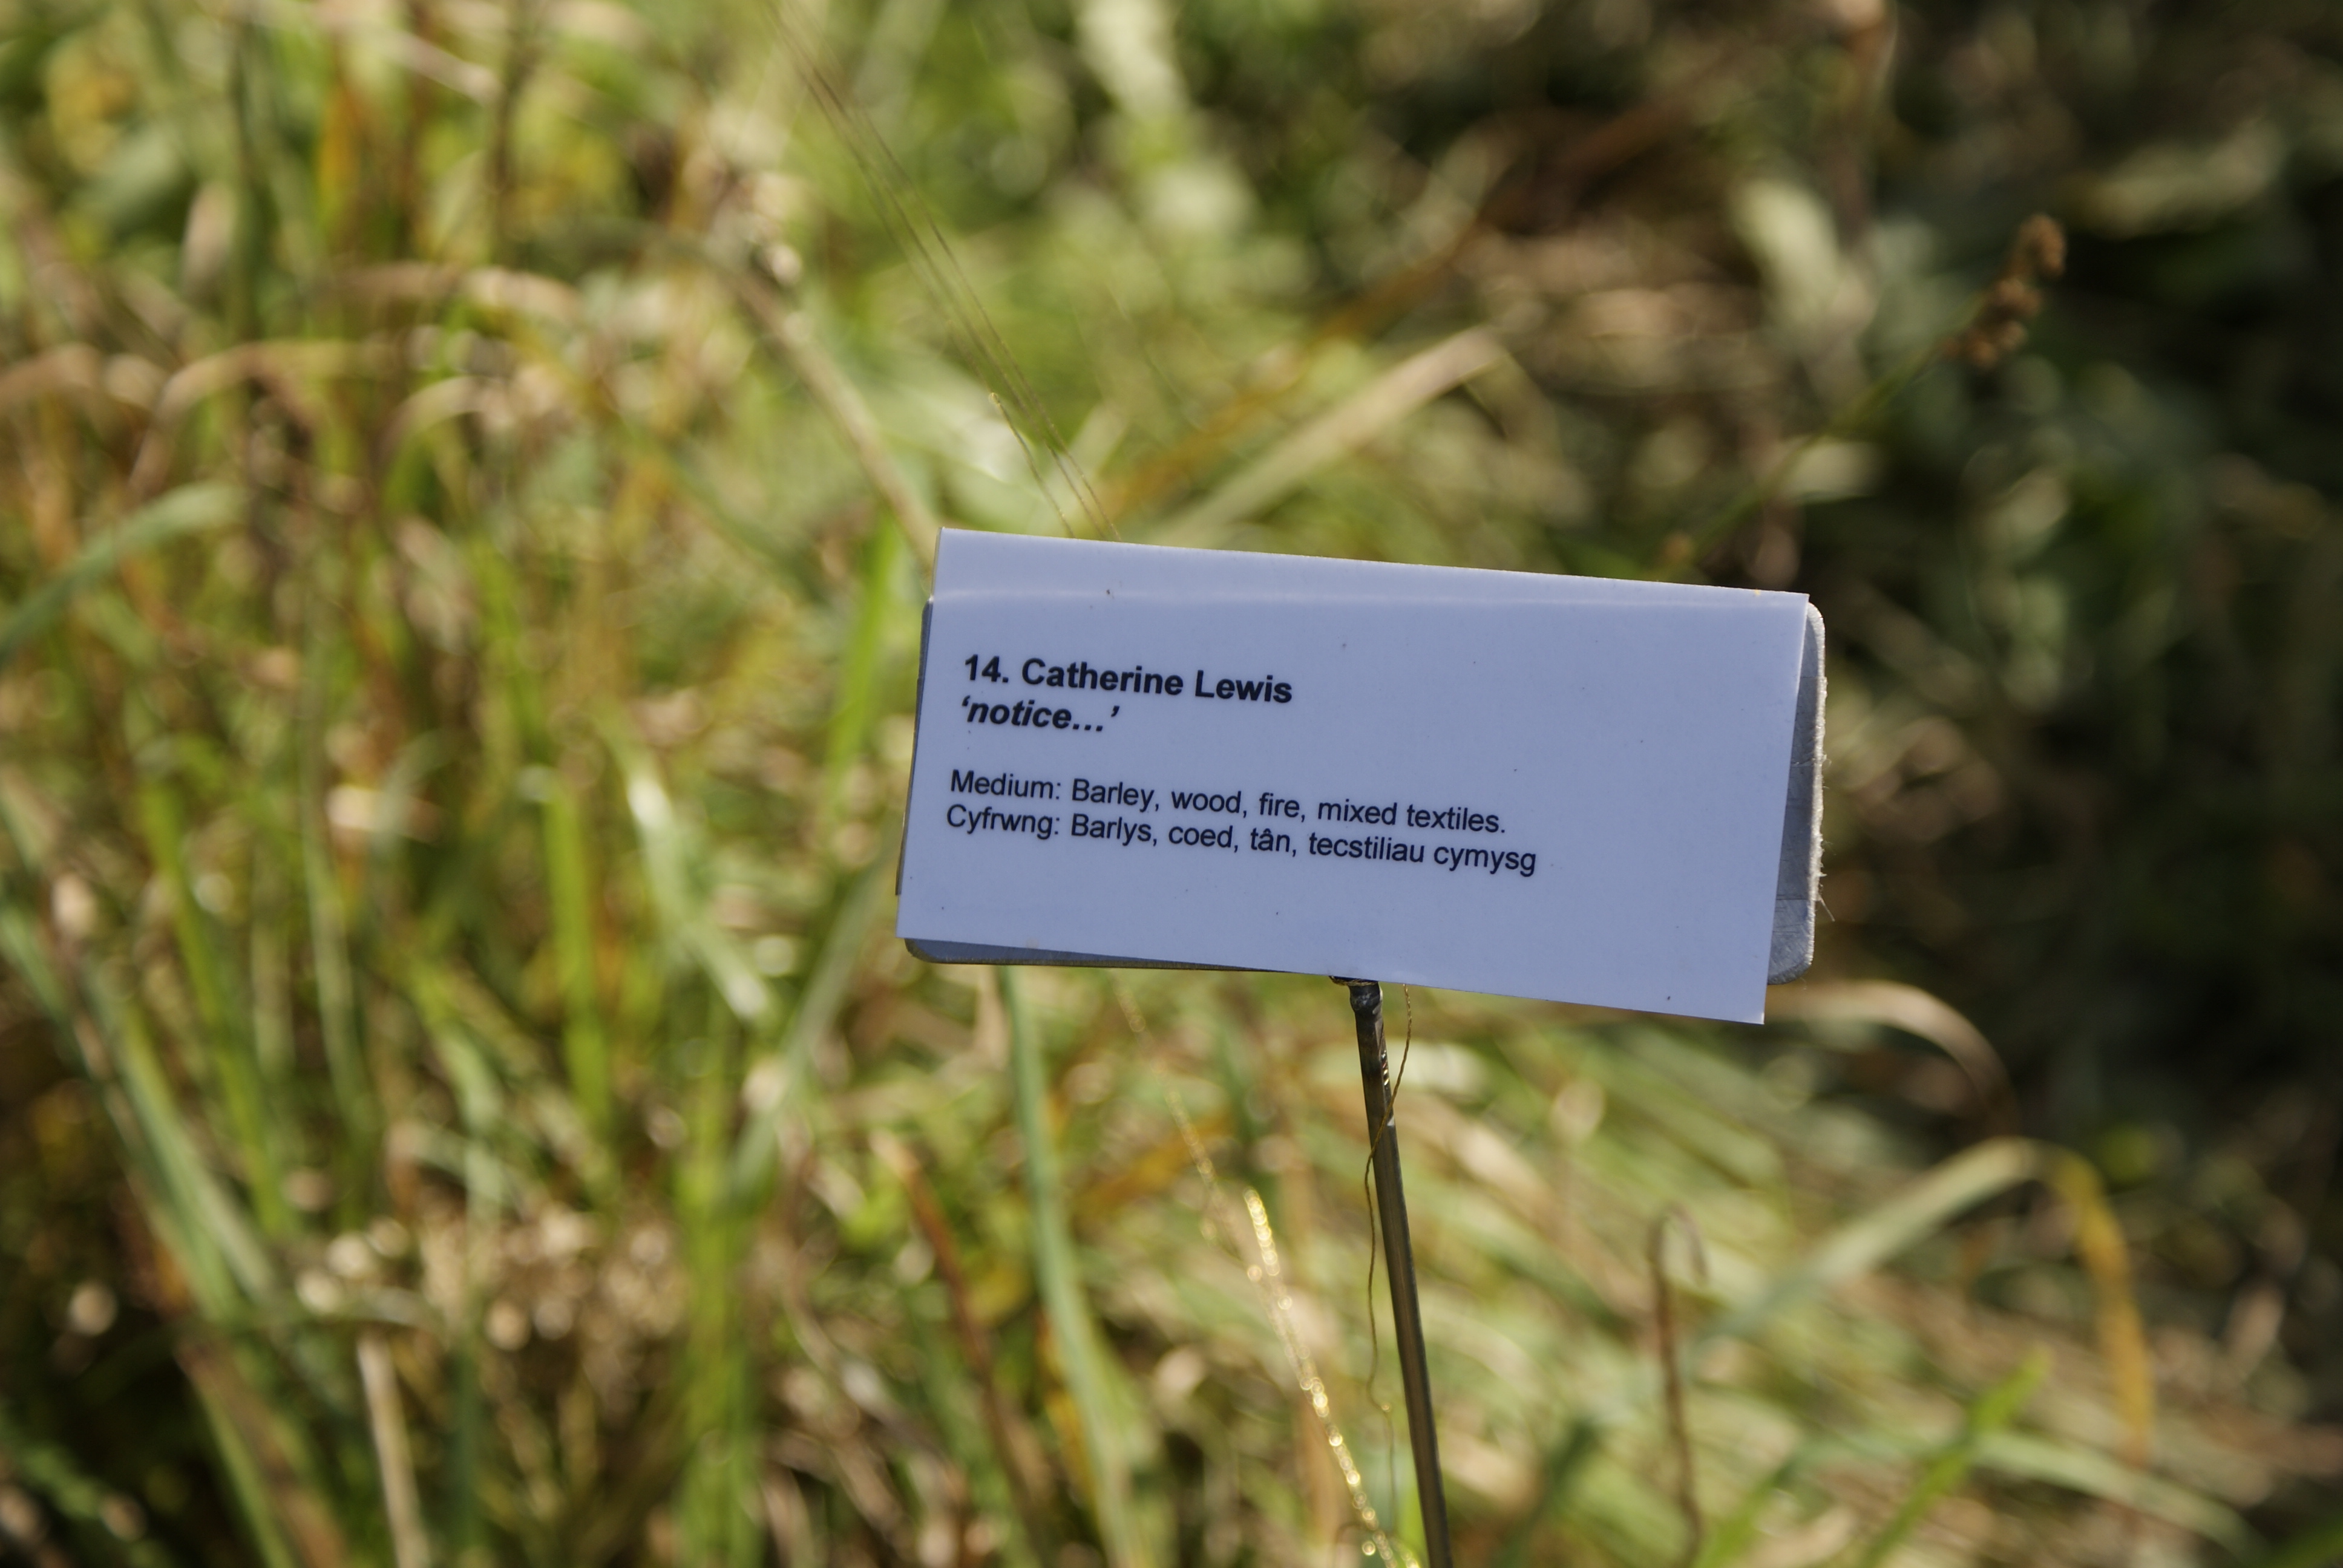 14. Catherine Lewis
‘notice...’
Medium: Barley, wood, fire, mixed textiles.
Cyfrwng: Barlys, coed, tân, tecstiliau cymysg